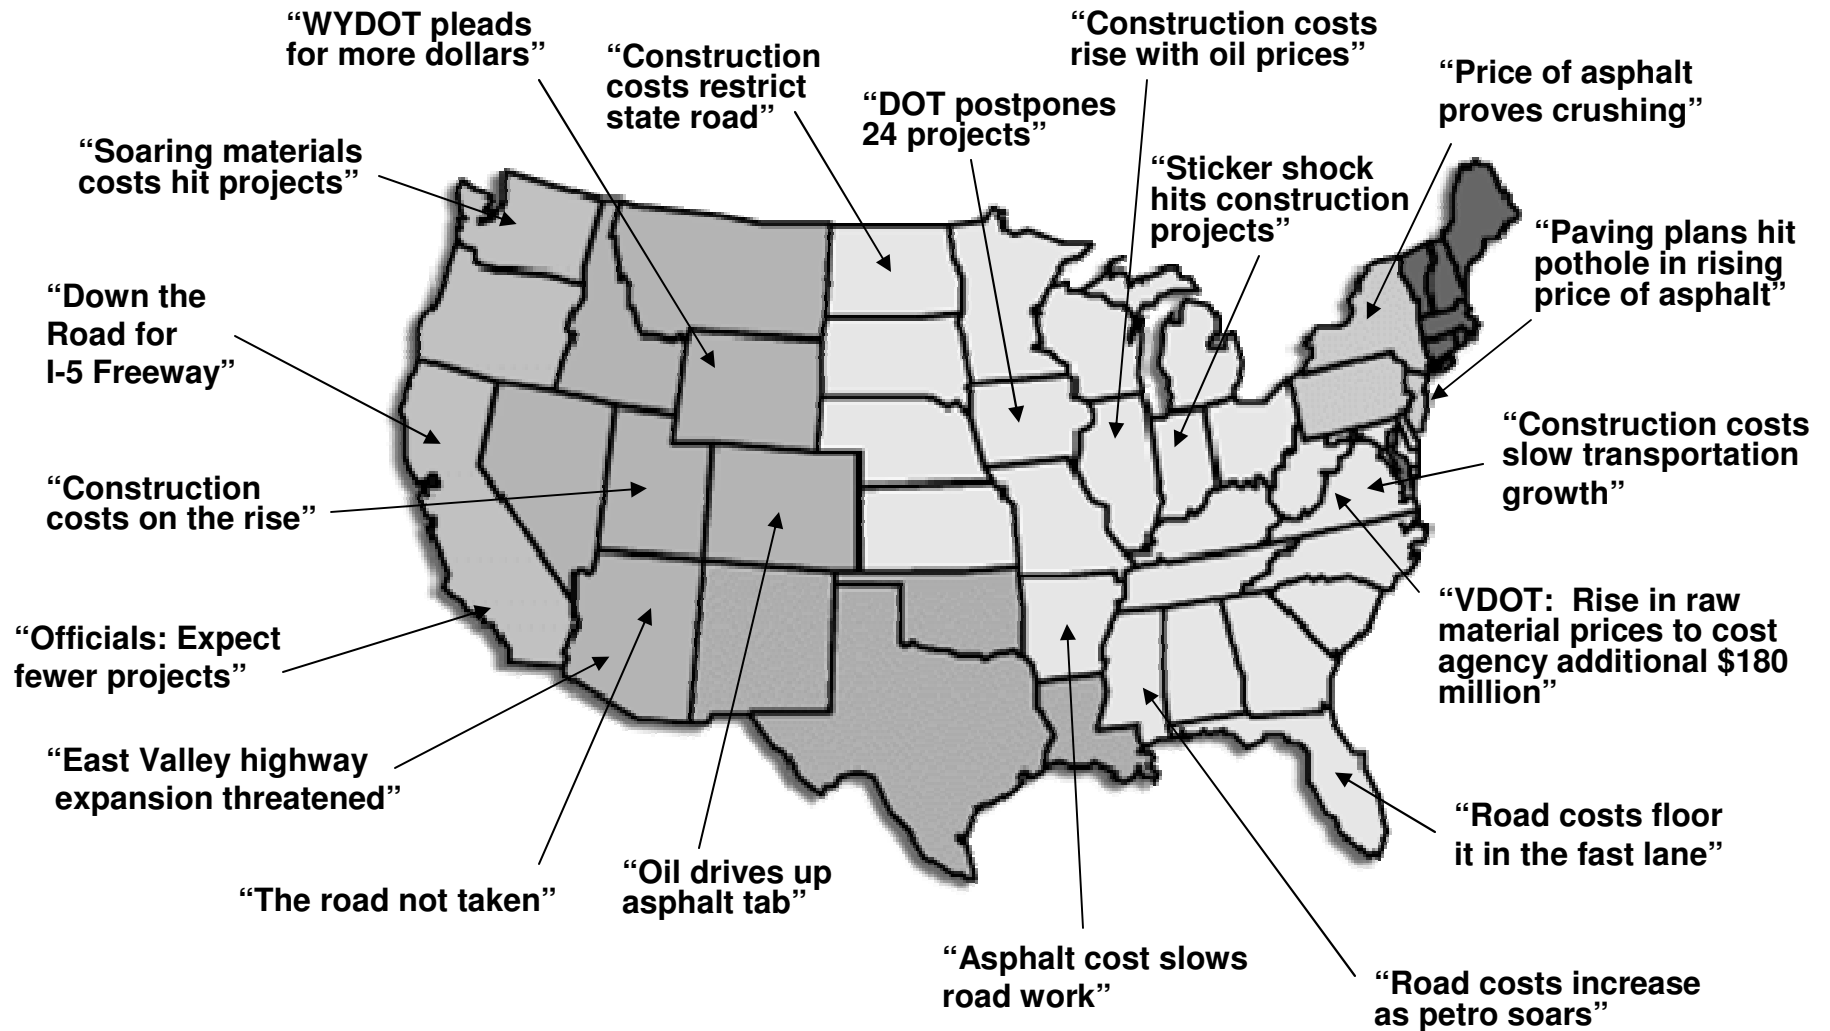 “WYDOT pleads
for more dollars”
“Construction
costs restrict
state road”
“DOT postpones
24 projects”
“Construction costs
rise with oil prices”
“Price of asphalt
proves crushing”
“Soaring materials
costs hit projects”
“Sticker shock
hits construction
projects”
“Paving plans hit
pothole in rising
price of asphalt”
“Down the
Road for
I-5 Freeway”
“Construction costs
slow transportation
growth”
“Construction
costs on the rise”
“VDOT:  Rise in raw
material prices to cost
agency additional $180
million”
“Officials: Expect
fewer projects”
“East Valley highway
expansion threatened”
“Road costs floor
it in the fast lane”
“The road not taken”
“Oil drives up
asphalt tab”
“Asphalt cost slows
road work”
“Road costs increase
as petro soars”